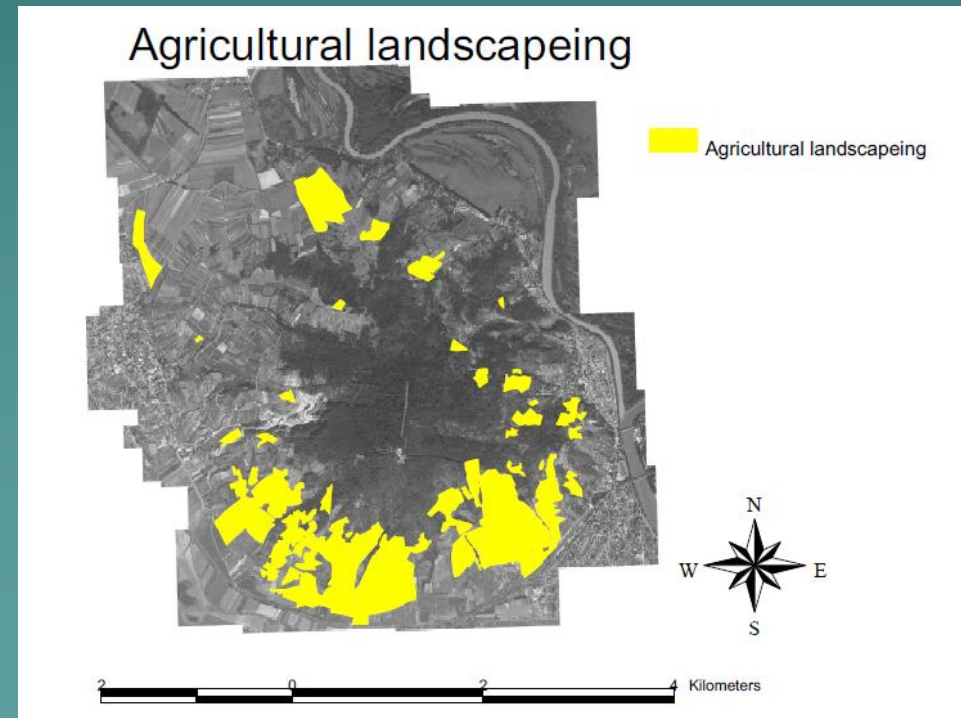 Agricultural landscapeing
Agricultural landscapeing
N
W E
S
2 0 2 4 Kilometers